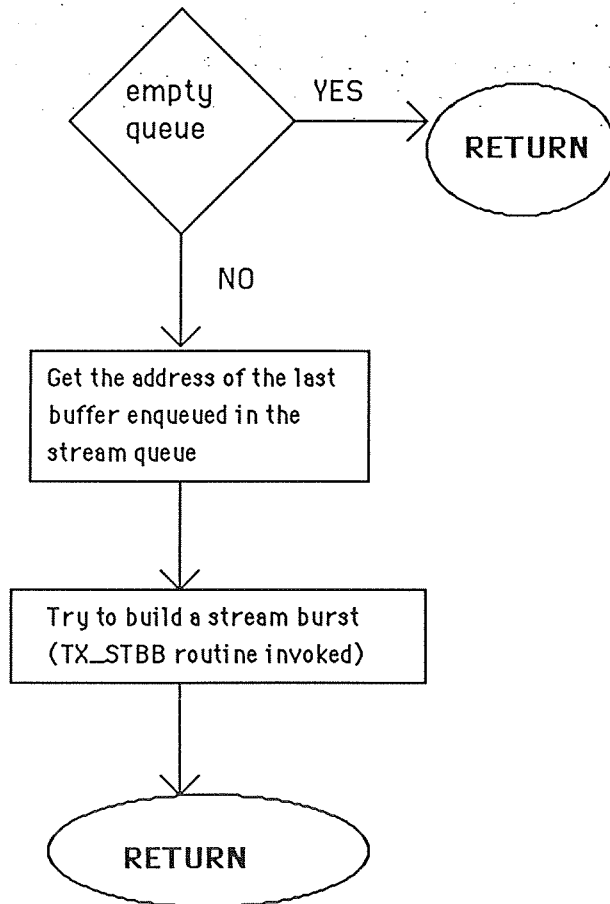 empty
queue
YES
RETURN
NO
Get the address of the last
buffer enqueued in the
stream queue
Try to build a stream burst
(TX_STBB routine invoked)
RETURN